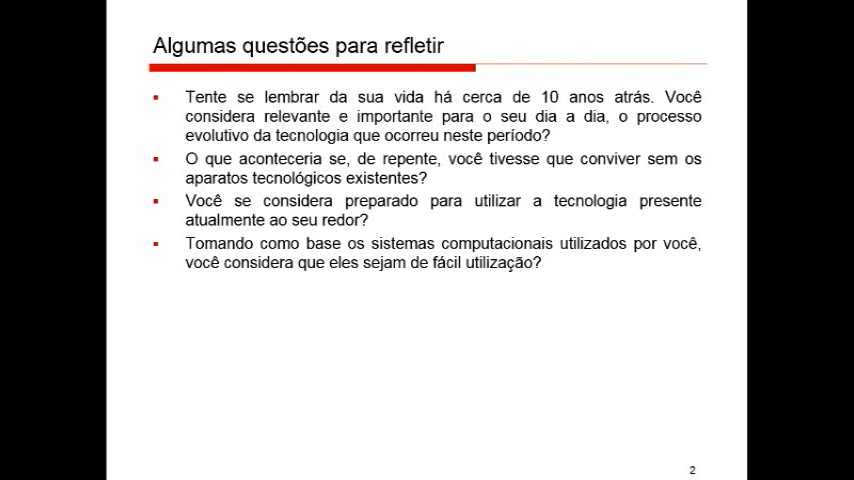 Algumas questões para refletir
Tente se lembrar da sua vida há cerca de 10 anos atrás. Você
considera relevante e importante para o seu dia a dia, o processo
evolutivo da tecnologia que ocorreu neste período?
O que aconteceria se, de repente, você tivesse que conviver sem os
aparatos tecnológicos existentes?
Você se considera preparado para utilizar a tecnologia presente
atualmente ao seu redor?
Tomando como base os sistemas computacionais utilizados por você,
você considera que eles sejam de fácil utilização?
2